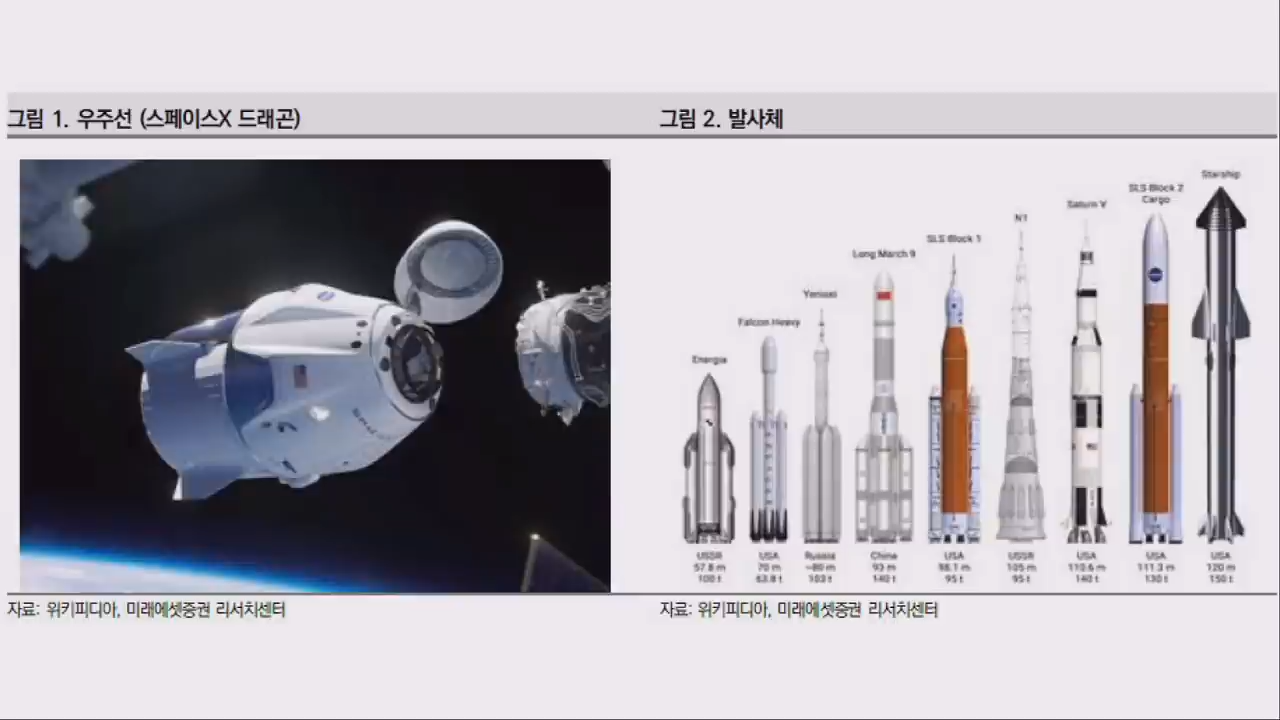 그림 1. 우주선 (스페이스X 드래곤)
그림 2. 발사체
Energia
Falcon Heavy
Yenisei
Long March 9
SLS Block 1
N1
Saturn V
SLS Block 2
Cargo
Starship
USSR
57.8 m
100 t
USA
70 m
63.8 t
Russia
~80 m
103 t
China
93 m
140 t
USA
98.1 m
95 t
USSR
105 m
95 t
USA
110.6 m
140 t
USA
111.3 m
130 t
USA
120 m
150 t
자료: 위키피디아, 미래에셋증권 리서치센터
자료: 위키피디아, 미래에셋증권 리서치센터